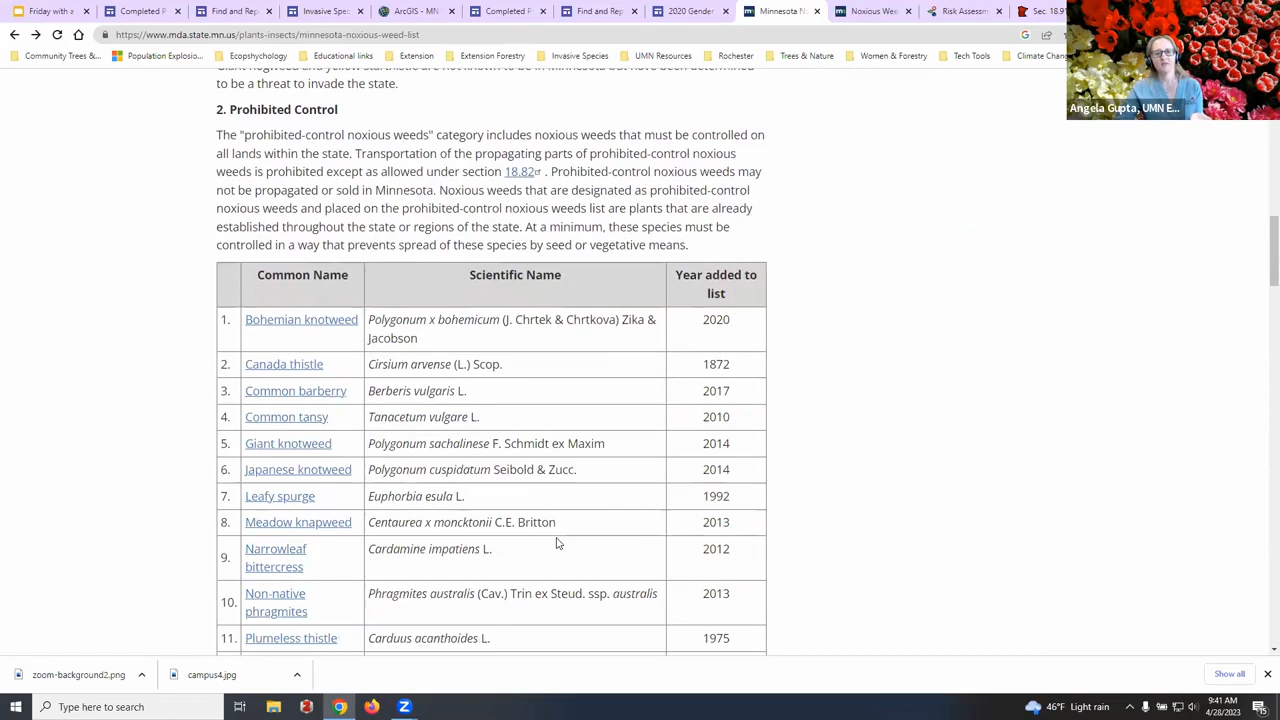 Friday with a
Completed P
Find and Re
Invasive Spec
ArcGIS - MN
Completed P
Find and Re
2020 Gender
Minnesota No
Noxious Wee
Risk Assessm
Sec. 18.9
https://www.mda.state.mn.us/plants-insects/minnesota-noxious-weed-list
Community Trees &...
Population Explosio...
Ecopsychology
Educational links
Extension
Extension Forestry
Invasive Species
UMN Resources
Rochester
Trees & Nature
Women & Forestry
Tech Tools
Climate Chan
Angela Gupta, UMN E...
to be a threat to invade the state.
2. Prohibited Control
The "prohibited-control noxious weeds" category includes noxious weeds that must be controlled on
all lands within the state. Transportation of the propagating parts of prohibited-control noxious
weeds is prohibited except as allowed under section 18.82 . Prohibited-control noxious weeds may
not be propagated or sold in Minnesota. Noxious weeds that are designated as prohibited-control
noxious weeds and placed on the prohibited-control noxious weeds list are plants that are already
established throughout the state or regions of the state. At a minimum, these species must be
controlled in a way that prevents spread of these species by seed or vegetative means.
Common Name Scientific Name Year added to
list
1. Bohemian knotweed Polygonum x bohemicum (J. Chrtek & Chrtkova) Zika & 2020
Jacobson
2. Canada thistle Cirsium arvense (L.) Scop. 1872
3. Common barberry Berberis vulgaris L. 2017
4. Common tansy Tanacetum vulgare L. 2010
5. Giant knotweed Polygonum sachalinese F. Schmidt ex Maxim 2014
6. Japanese knotweed Polygonum cuspidatum Seibold & Zucc. 2014
7. Leafy spurge Euphorbia esula L. 1992
8. Meadow knapweed Centaurea x moncktonii C.E. Britton 2013
9. Narrowleaf Cardamine impatiens L. 2012
bittercress
10. Non-native Phragmites australis (Cav.) Trin ex Steud. ssp. australis 2013
phragmites
11. Plumeless thistle Carduus acanthoides L. 1975
zoom-background2.png
campus4.jpg
Show all
Type here to search
46°F Light rain
9:41 AM
4/28/2023
15